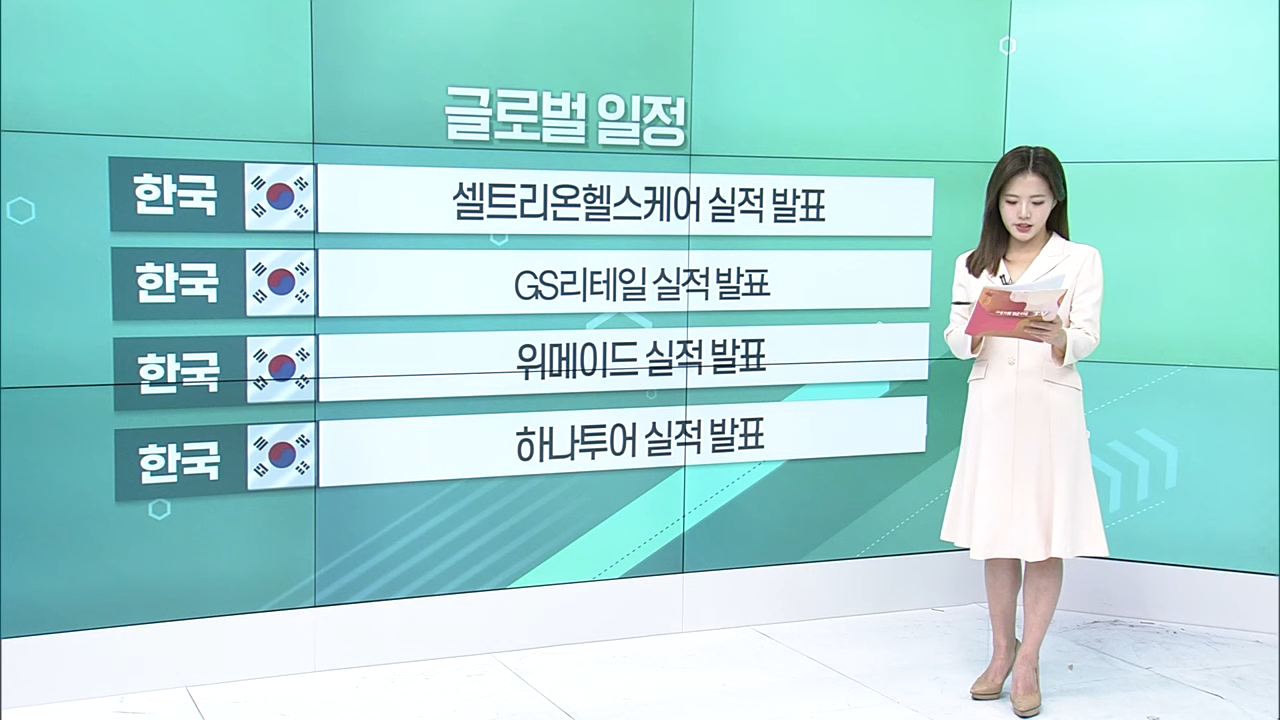 글로벌 일정
한국 셀트리온헬스케어 실적 발표
한국 GS리테일 실적 발표
한국 위메이드 실적 발표
한국 하나투어 실적 발표